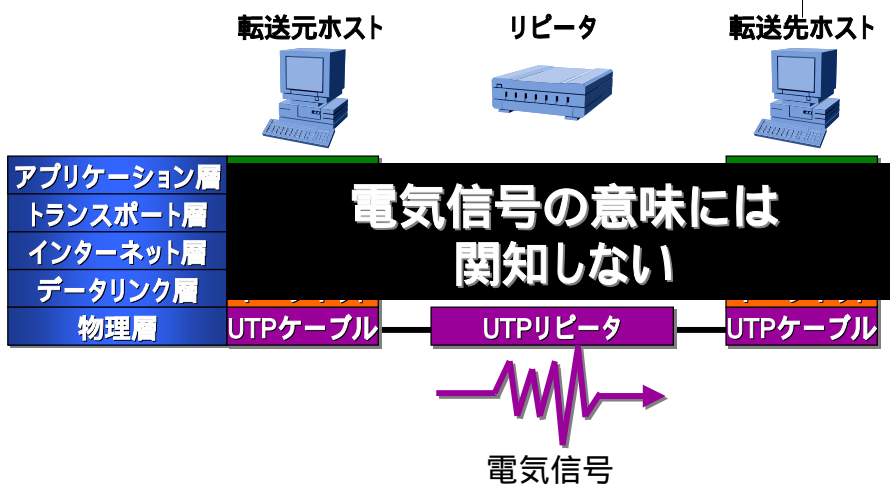 転送元ホスト
リピータ
転送先ホスト
アプリケーション層
トランスポート層
インターネット層
データリンク層
物理層
電気信号の意味には
関知しない
UTPケーブル
UTPリピータ
UTPケーブル
電気信号